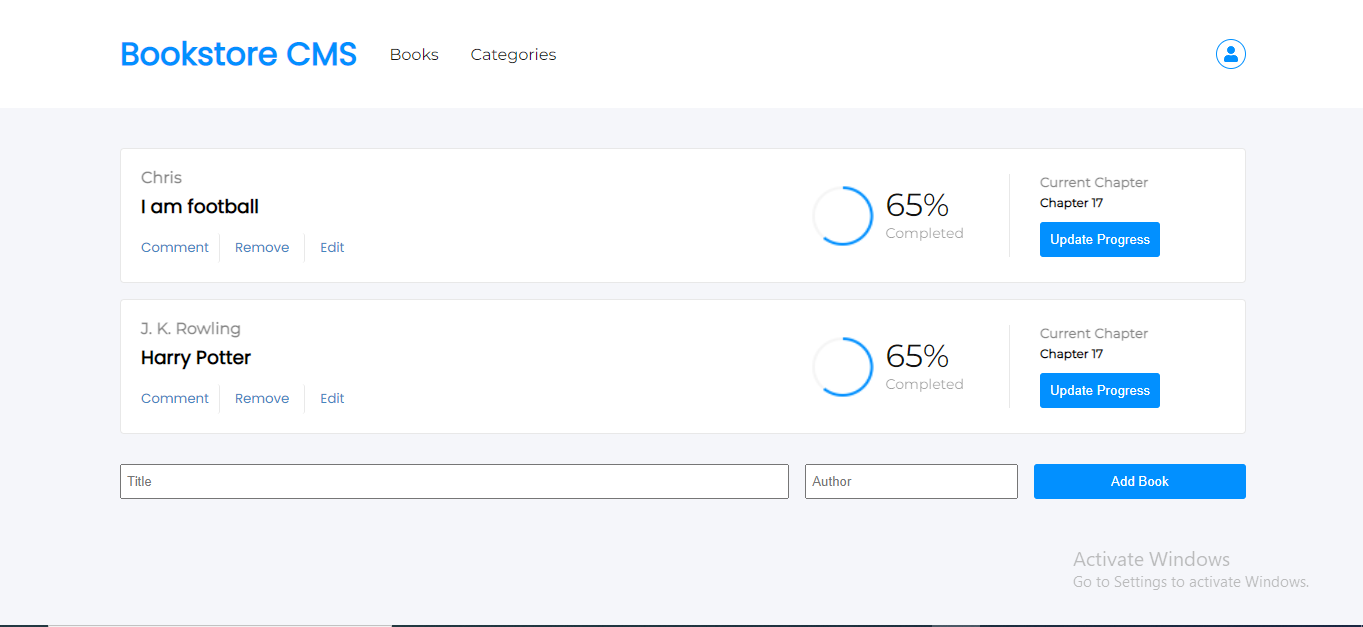 Bookstore CMS
Books
Categories
Chris
I am football
Comment
Remove
Edit
65%
Completed
Current Chapter
Chapter 17
Update Progress
J. K. Rowling
Harry Potter
Comment
Remove
Edit
65%
Completed
Current Chapter
Chapter 17
Update Progress
Title
Author
Add Book
Activate Windows
Go to Settings to activate Windows.